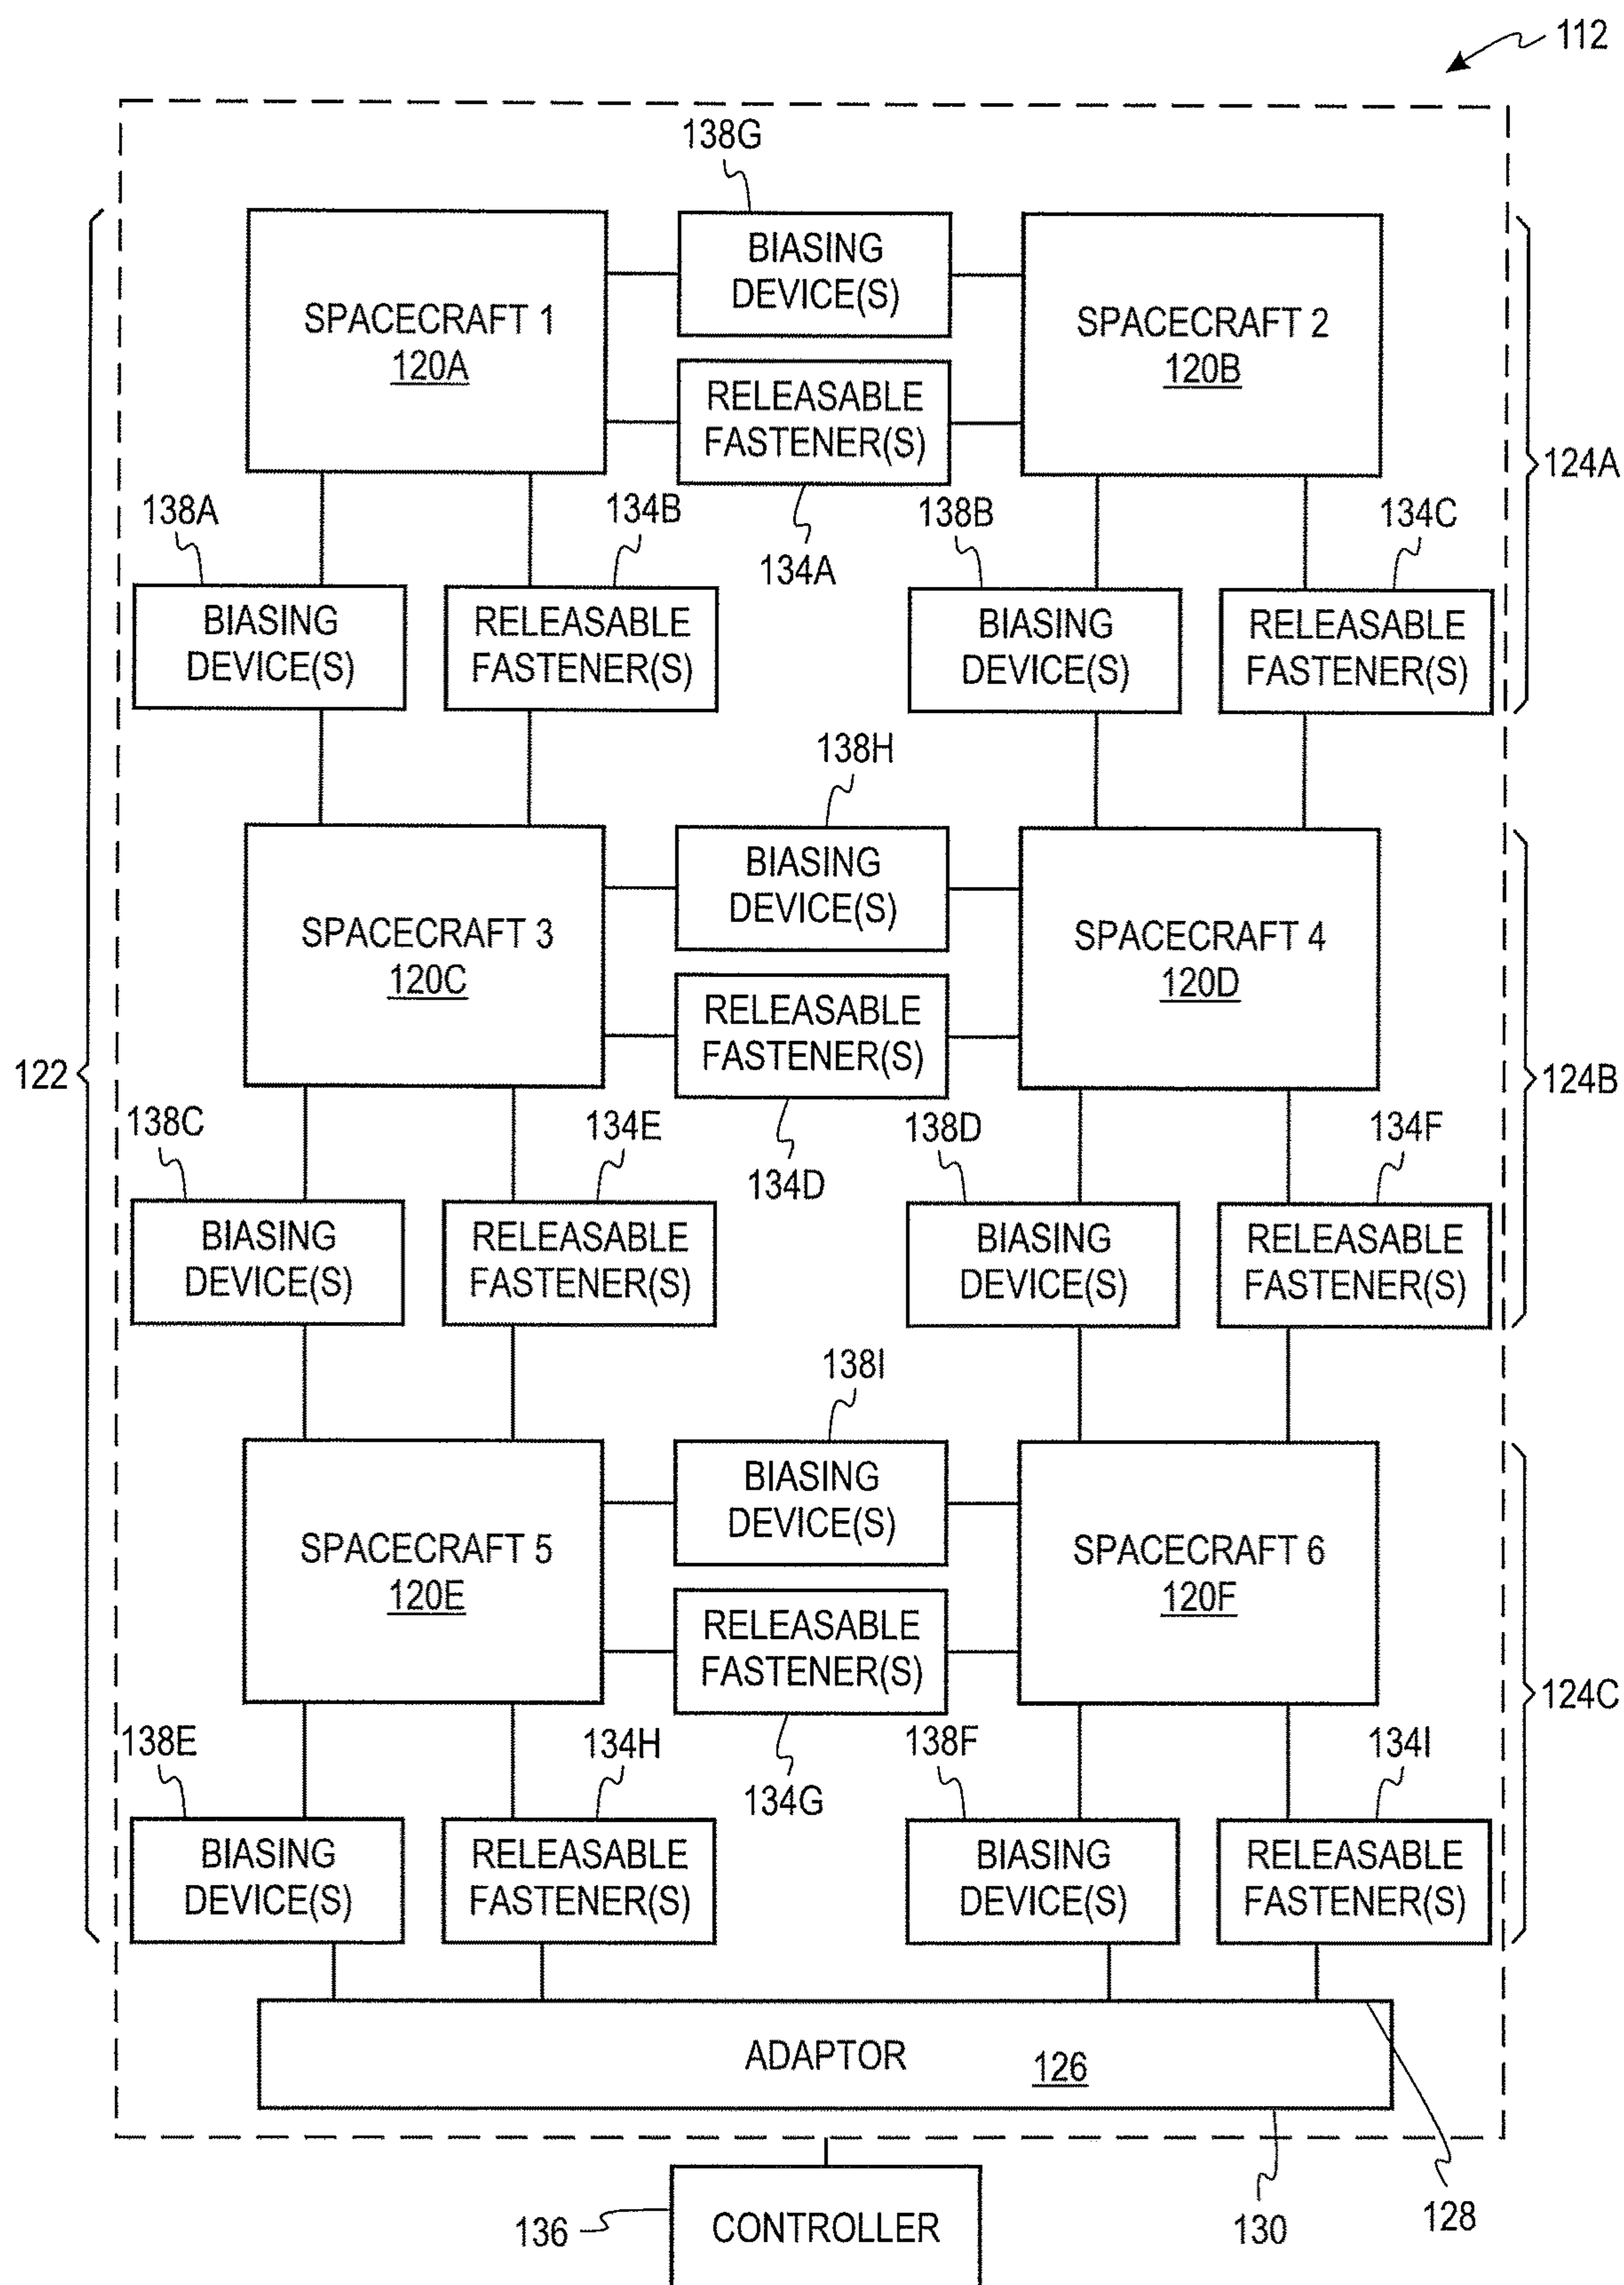 112
138G
BIASING
DEVICE(S)
SPACECRAFT 1
120A
SPACECRAFT 2
120B
RELEASABLE
FASTENER(S)
124A
138A
134B
134A
138B
134C
BIASING
DEVICE(S)
RELEASABLE
FASTENER(S)
BIASING
DEVICE(S)
RELEASABLE
FASTENER(S)
138H
BIASING
DEVICE(S)
SPACECRAFT 3
120C
SPACECRAFT 4
120D
RELEASABLE
FASTENER(S)
122
124B
138C
134E
134D
138D
134F
BIASING
DEVICE(S)
RELEASABLE
FASTENER(S)
BIASING
DEVICE(S)
RELEASABLE
FASTENER(S)
138I
BIASING
DEVICE(S)
SPACECRAFT 5
120E
SPACECRAFT 6
120F
RELEASABLE
FASTENER(S)
124C
138E
134H
134G
138F
134I
BIASING
DEVICE(S)
RELEASABLE
FASTENER(S)
BIASING
DEVICE(S)
RELEASABLE
FASTENER(S)
ADAPTOR
126
136
CONTROLLER
130
128